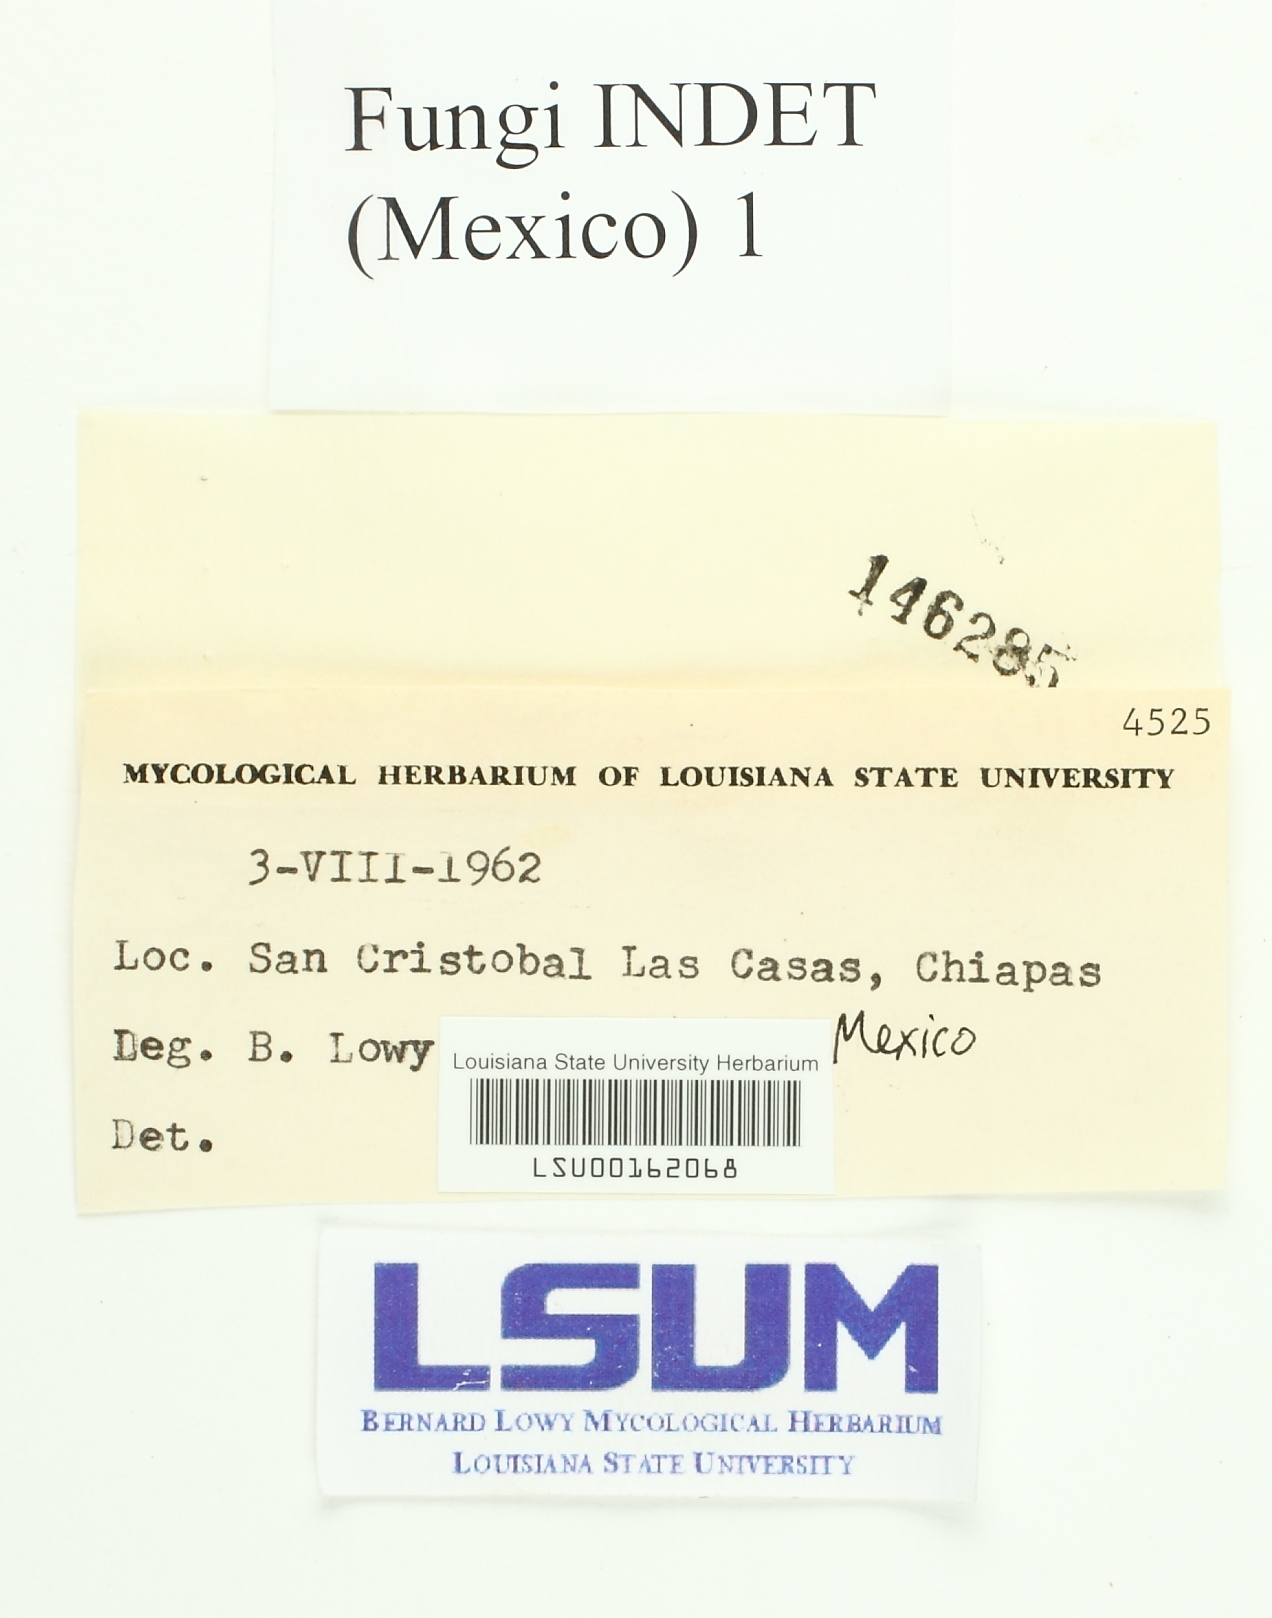 Fungi INDET
(Mexico) 1
146285
4525
MYCOLOGICAL HERBARIUM OF LOUISIANA STATE UNIVERSITY
3-VIII-1962
Loc. San Cristobal Las Casas, Chiapas
Leg. B. Lowy
Mexico
Louisiana State University Herbarium
LSU00162068
Det.
LSUM
BERNARD LOWY MYCOLOGICAL HERBARIUM
LOUISIANA STATE UNIVERSITY